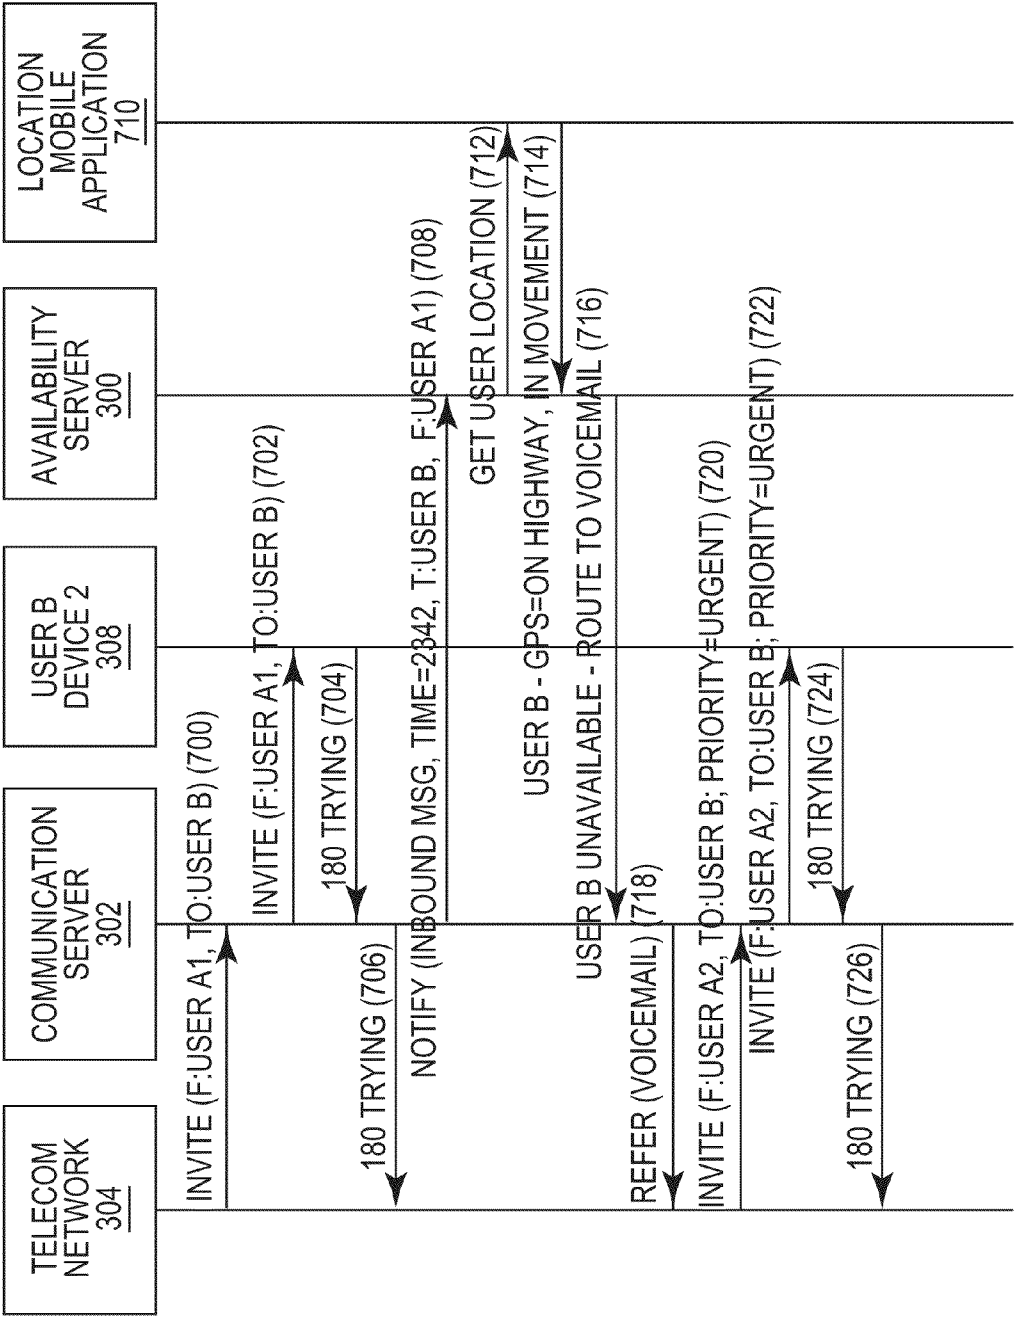 TELECOM
NETWORK
304
COMMUNICATION
SERVER
302
USER B
DEVICE 2
308
AVAILABILITY
SERVER
300
LOCATION
MOBILE
APPLICATION
710
INVITE (F:USER A1, TO:USER B) (700)
INVITE (F:USER A1, TO:USER B) (702)
180 TRYING (704)
180 TRYING (706)
NOTIFY (INBOUND MSG, TIME=2342, T:USER B, F:USER A1) (708)
GET USER LOCATION (712)
USER B - GPS=ON HIGHWAY, IN MOVEMENT (714)
USER B UNAVAILABLE - ROUTE TO VOICEMAIL (716)
REFER (VOICEMAIL) (718)
INVITE (F:USER A2, TO:USER B; PRIORITY=URGENT) (720)
INVITE (F:USER A2, TO:USER B; PRIORITY=URGENT) (722)
180 TRYING (724)
180 TRYING (726)